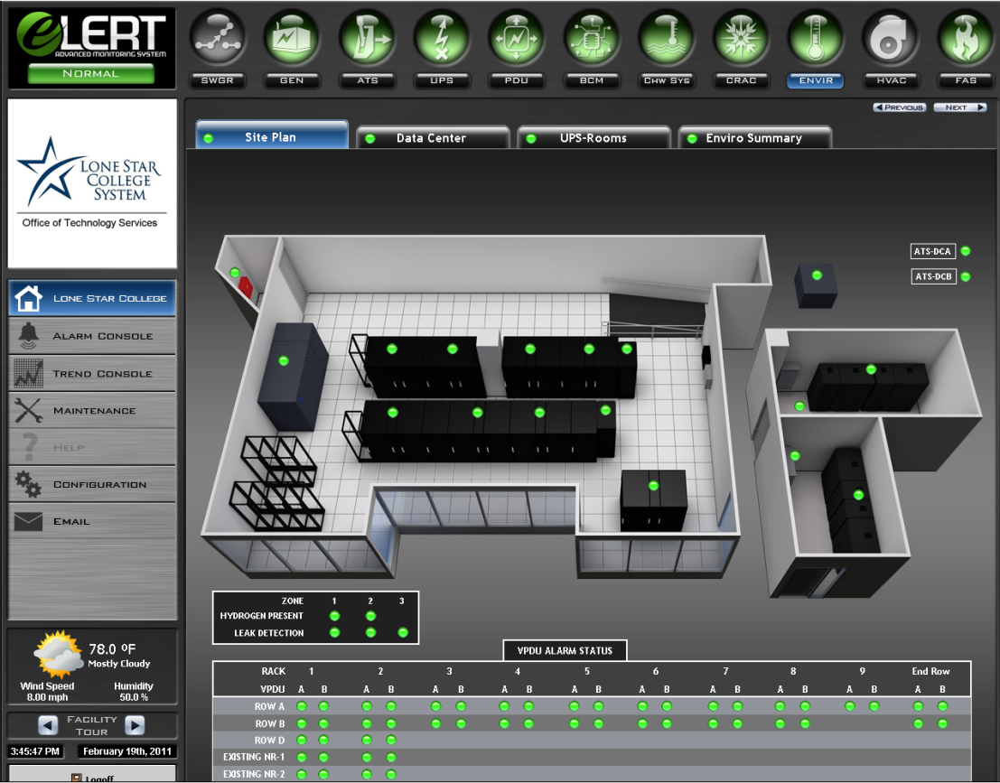 eLERT
ADVANCED MONITORING SYSTEM
NORMAL
SWGR GEN ATS UPS PDU BCM CHW SYS CRAC ENVIR HVAC FAS
PREVIOUS NEXT
Site Plan Data Center UPS-Rooms Enviro Summary
LONE STAR
COLLEGE
SYSTEM
Office of Technology Services
ATS-DCA
ATS-DCB
LONE STAR COLLEGE
ALARM CONSOLE
TREND CONSOLE
MAINTENANCE
HELP
CONFIGURATION
EMAIL
78.0 ºF
Mostly Cloudy
Wind Speed Humidity
8.00 mph 50.0 %
FACILITY
TOUR
3:45:47 PM February 19th, 2011
Logoff
ZONE 1 2 3
HYDROGEN PRESENT
LEAK DETECTION
VPDU ALARM STATUS
RACK 1 2 3 4 5 6 7 8 9 End Row
VPDU A B A B A B A B A B A B A B A B A B A B
ROW A
ROW B
ROW D
EXISTING NR-1
EXISTING NR-2